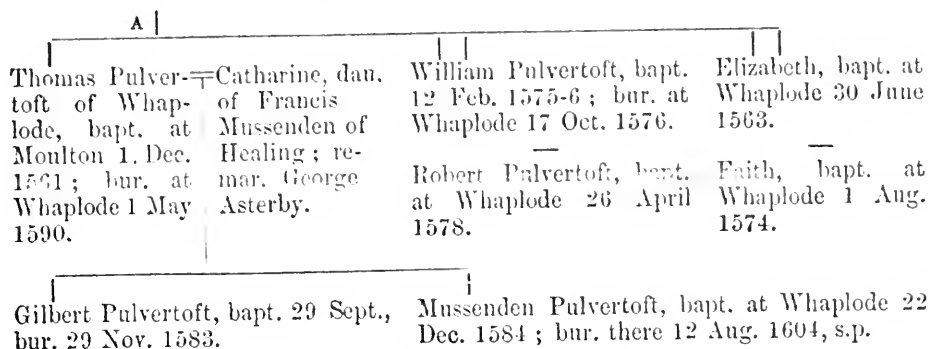 A
Thomas Pulver-
toft of Whap-
lode, bapt. at
Moulton 1 Dec.
1561; bur. at
Whaplode 1 May
1590.
Catharine, dau.
of Francis
Mussenden of
Healing; re-
mar. George
Asterby.
William Pulvertoft, bapt.
12 Feb. 1575-6; bur. at
Whaplode 17 Oct. 1576.
Robert Pulvertoft, bapt.
at Whaplode 26 April
1578.
Elizabeth, bapt. at
Whaplode 30 June
1563.
Faith, bapt. at
Whaplode 1 Aug.
1574.
Gilbert Pulvertoft, bapt. 29 Sept.,
bur. 29 Nov. 1583.
Mussenden Pulvertoft, bapt. at Whaplode 22
Dec. 1584; bur. there 12 Aug. 1604, s.p.